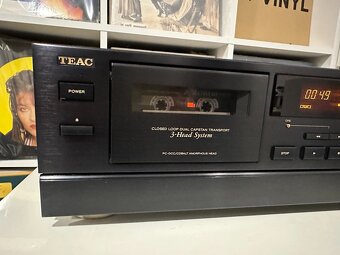 VINYL
TEAC
POWER
0049
CLOSED LOOP DUAL CAPSTAN TRANSPORT
3-Head System
PC-OCC/COBALT AMORPHOUS HEAD
STOP